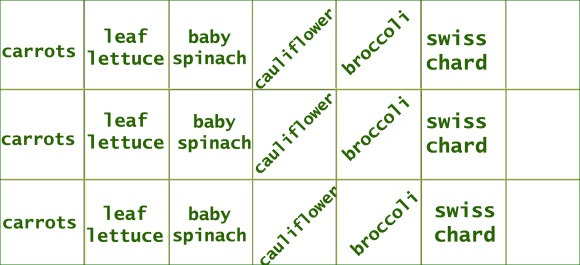 carrots
leaf
lettuce
baby
spinach
cauliflower
broccoli
swiss
chard
carrots
leaf
lettuce
baby
spinach
cauliflower
broccoli
swiss
chard
carrots
leaf
lettuce
baby
spinach
cauliflower
broccoli
swiss
chard